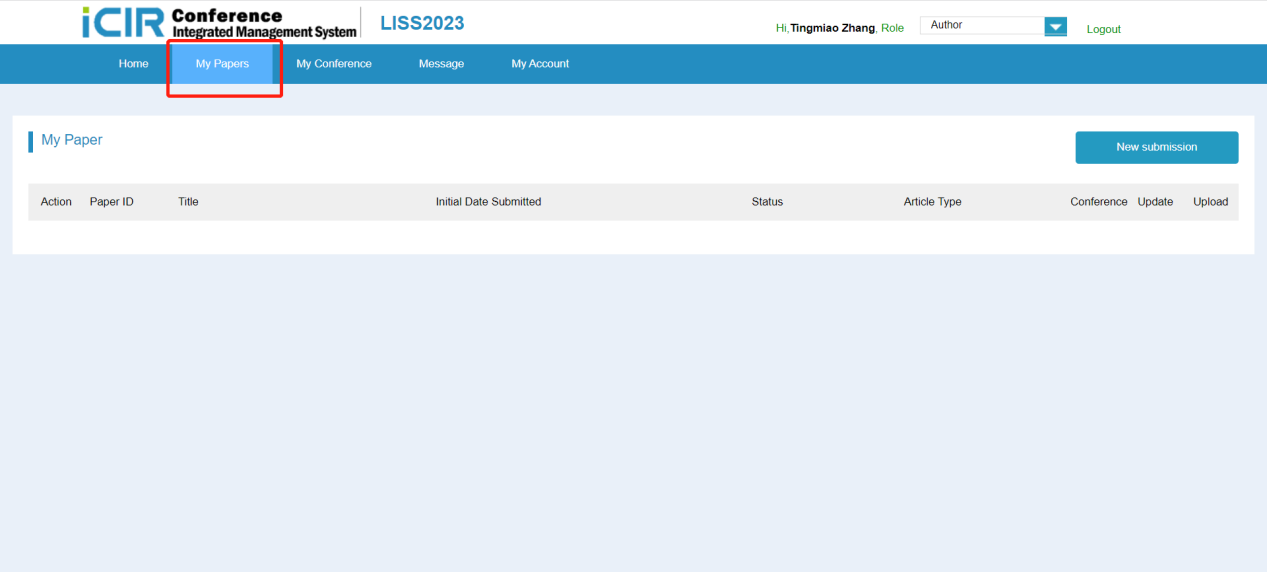 iCIR Conference Integrated Management System LISS2023
Hi,Tingmiao Zhang, Role Author Logout
Home My Papers My Conference Message My Account
My Paper
New submission
Action Paper ID Title Initial Date Submitted Status Article Type Conference Update Upload